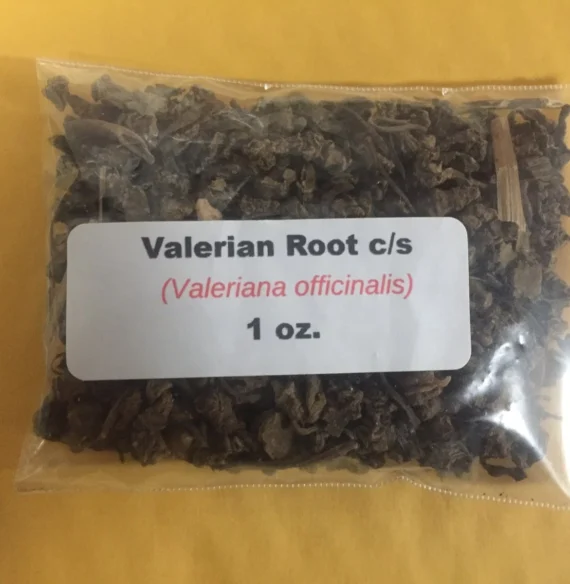 Valerian Root c/s
(Valeriana officinalis)
1 oz.